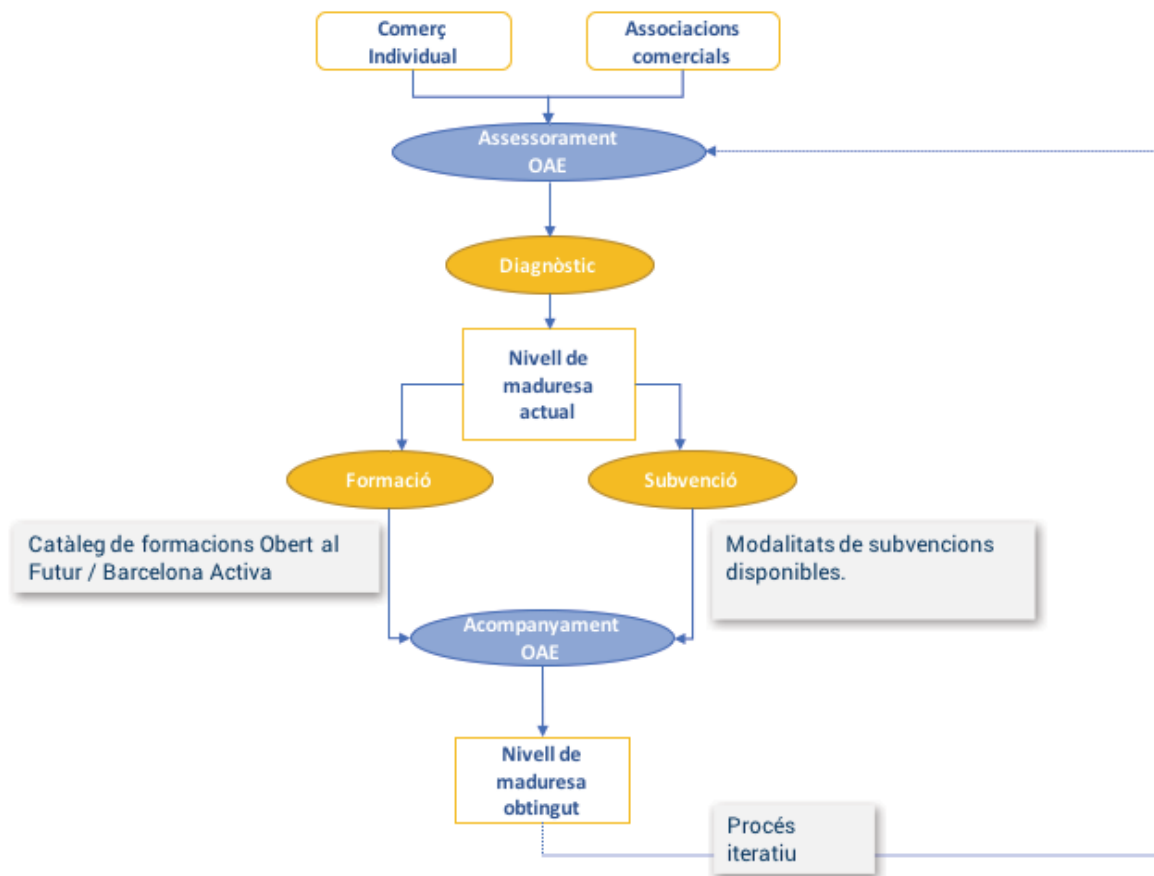 Comerç
Individual
Associacions
comercials
Assessorament
OAE
Diagnòstic
Nivell de
maduresa
actual
Formació
Subvenció
Catàleg de formacions Obert al
Futur / Barcelona Activa
Modalitats de subvencions
disponibles.
Acompanyament
OAE
Nivell de
maduresa
obtingut
Procés
iteratiu